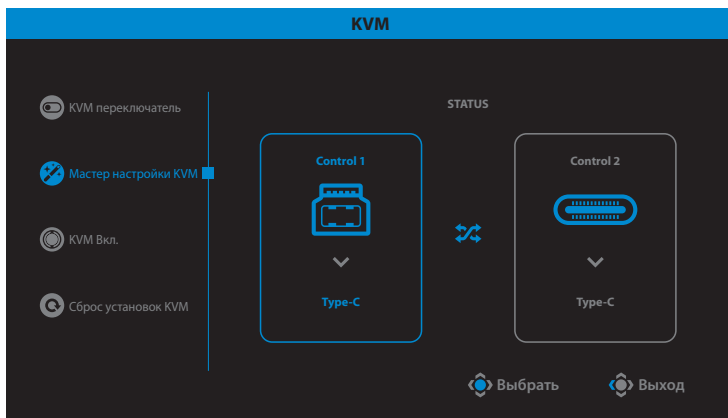 KVM
KVM переключатель
Мастер настройки KVM
KVM Вкл.
Сброс установок KVM
STATUS
Control 1
Type-C
Control 2
Type-C
Выбрать
Выход